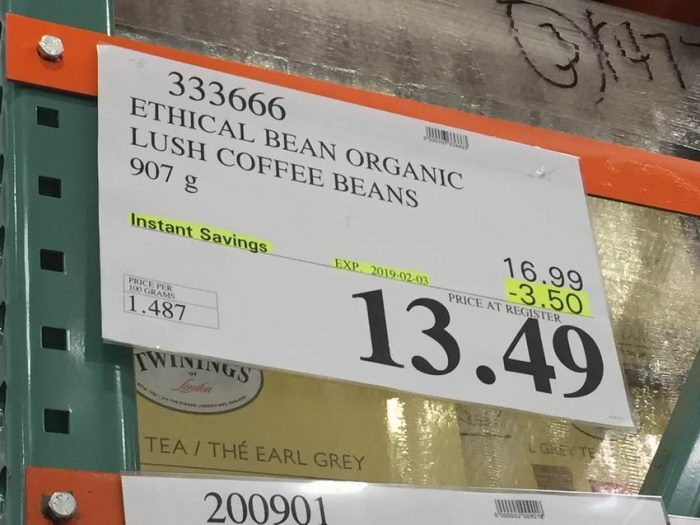 333666
ETHICAL BEAN ORGANIC
LUSH COFFEE BEANS
907 g
Instant Savings
EXP. 2019-02-03
16.99
-3.50
PRICE AT REGISTER
13.49
PRICE PER
100 GRAMS
1.487
TWININGS
OF
London
TEA / THÉ EARL GREY
200901